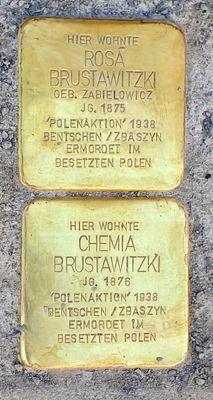 HIER WOHNTE
ROSA
BRUSTAWITZKI
GEB. ZABIELOWICZ
JG. 1875
'POLENAKTION' 1938
BENTSCHEN / ZBASZYN
ERMORDET IM
BESETZTEN POLEN
HIER WOHNTE
CHEMIA
BRUSTAWITZKI
JG. 1876
'POLENAKTION' 1938
BENTSCHEN / ZBASZYN
ERMORDET IM
BESETZTEN POLEN